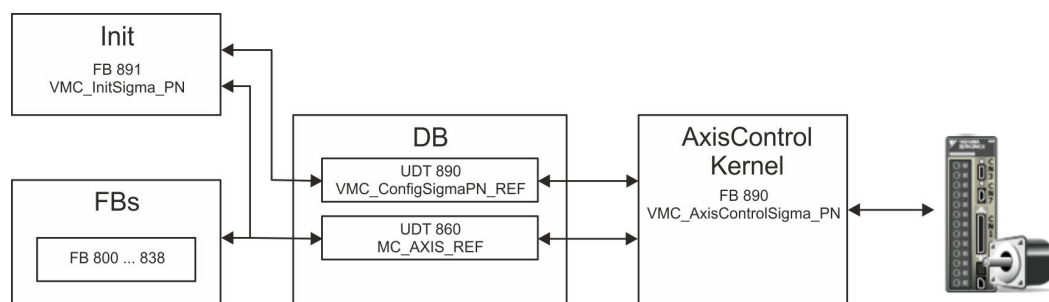 Init
FB 891
VMC_InitSigma_PN
FBs
FB 800 ... 838
DB
UDT 890
VMC_ConfigSigmaPN_REF
UDT 860
MC_AXIS_REF
AxisControl
Kernel
FB 890
VMC_AxisControlSigma_PN